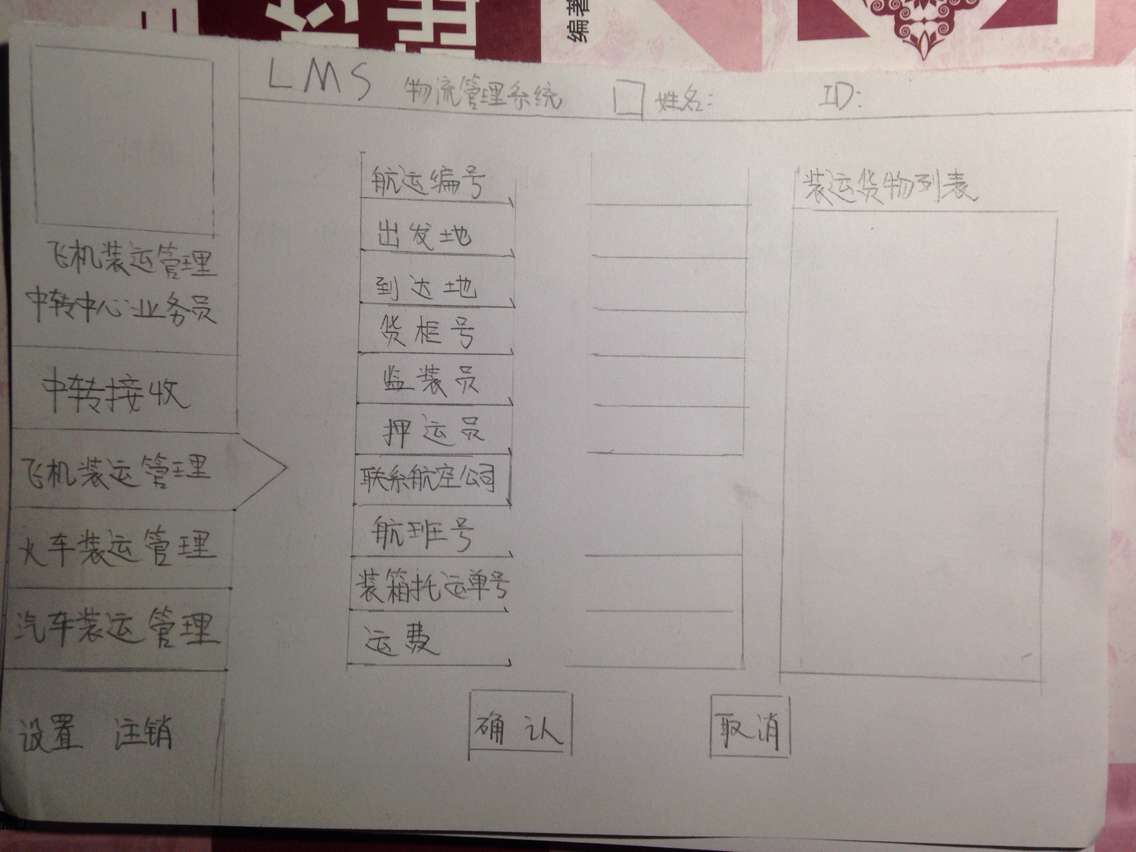 编著
LMS 物流管理系统 姓名: ID:
飞机装运管理
中转中心业务员
中转接收
飞机装运管理
火车装运管理
汽车装运管理
设置 注销
航运编号
出发地
到达地
货柜号
监装员
押运员
联系航空公司
航班号
装箱托运单号
运费
装运货物列表
确认 取消